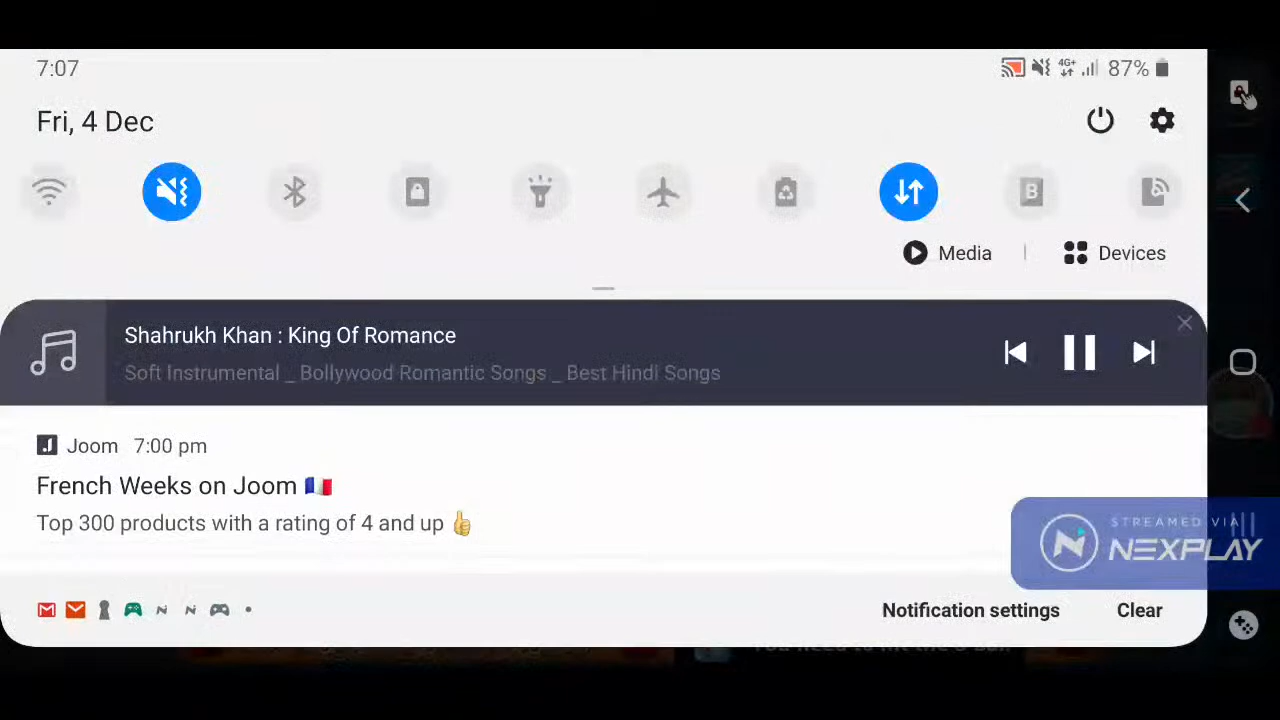 7:07
4G+
87%
Fri, 4 Dec
B
Media
Devices
Shahrukh Khan : King Of Romance
Soft Instrumental _ Bollywood Romantic Songs _ Best Hindi Songs
Joom 7:00 pm
French Weeks on Joom 🇫🇷
Top 300 products with a rating of 4 and up 👍
STREAMED VIA
NEXPLAY
Notification settings
Clear